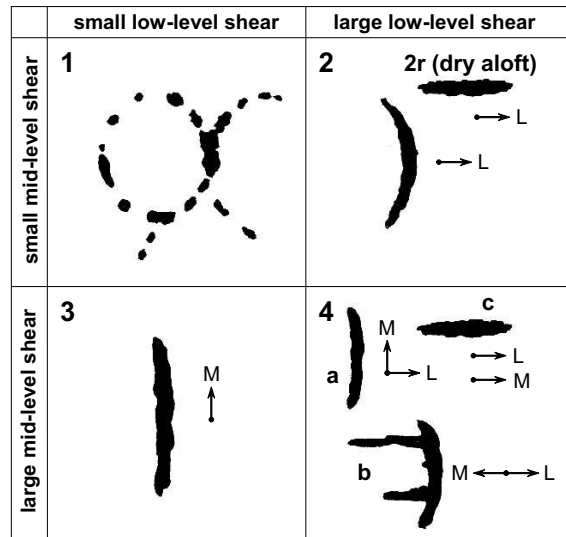 small low-level shear
large low-level shear
small mid-level shear
1
2
2r (dry aloft)
L
L
large mid-level shear
3
M
4
c
M
L
a
L
M
b
M
L